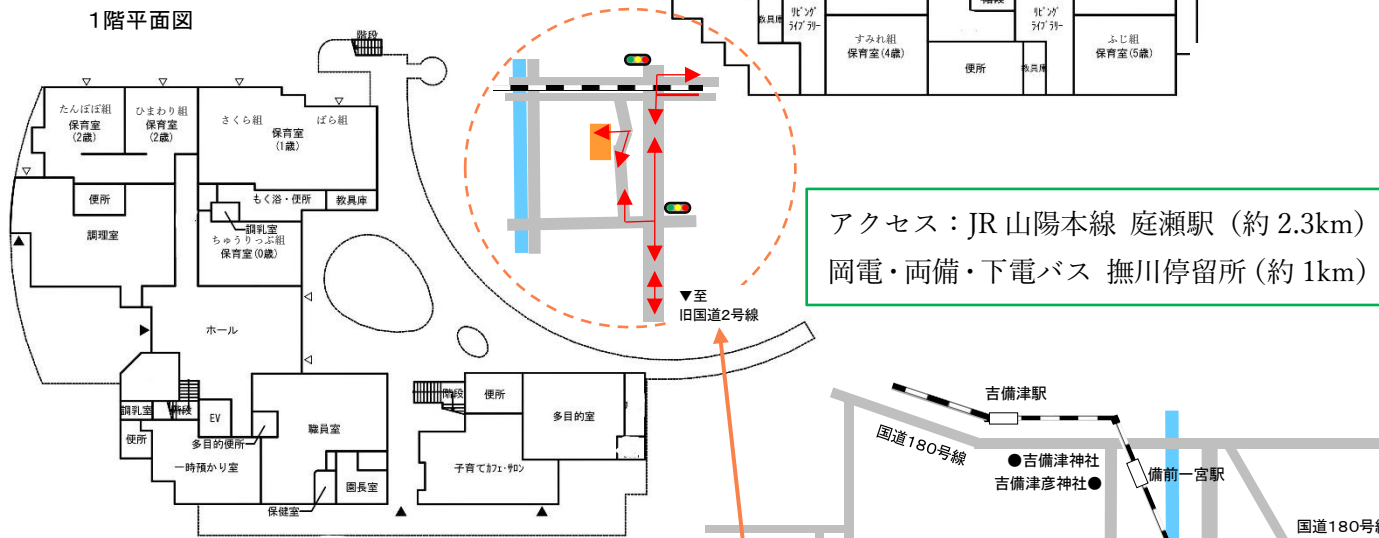 1階平面図
階段
たんぽぽ組
保育室
(2歳)
ひまわり組
保育室
(2歳)
さくら組
ばら組
保育室
(1歳)
便所
もく浴・便所
教具庫
調乳室
調理室
ちゅうりっぷ組
保育室(0歳)
ホール
調乳室
階段
EV
便所
多目的便所
職員室
一時預かり室
園長室
保健室
階段
便所
多目的室
子育てカフェ・サロン
▼至
旧国道2号線
教具庫
リビング
ライブラリー
すみれ組
保育室(4歳)
階段
便所
リビング
ライブラリー
教具庫
ふじ組
保育室(5歳)
アクセス：JR 山陽本線 庭瀬駅（約 2.3km）
岡電・両備・下電バス 撫川停留所（約 1km）
吉備津駅
国道180号線
●吉備津神社
吉備津彦神社●
備前一宮駅
国道180号